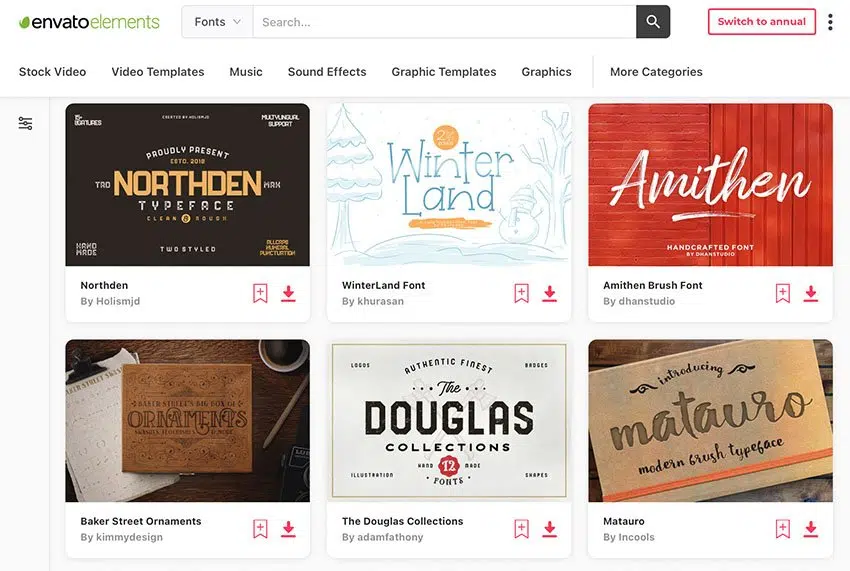 envatoelements
Fonts
Search...
Switch to annual
Stock Video
Video Templates
Music
Sound Effects
Graphic Templates
Graphics
More Categories
CREATED BY HOLISMJD
MULTYLINGUAL
SUPPORT
PROUDLY PRESENT
ESTD. 2018
TRD
NORTHDEN
MRK
TYPEFACE
CLEAN & ROUGH
HAND
MADE
TWO STYLED
ALLCAPS
NUMERAL
PUNCTUATION
Northden
By Holismjd
Winter
Land
WinterLand Font
By khurasan
Amithen
HANDCRAFTED FONT
BY DHANSTUDIO
Amithen Brush Font
By dhanstudio
BAKER STREET'S BIG BOX OF
ORNAMENTS
Baker Street Ornaments
By kimmydesign
LOGOS
AUTHENTIC FINEST
BADGES
The
DOUGLAS
COLLECTIONS
HAND 12 MADE
FONTS
ILLUSTRATION
SHAPES
The Douglas Collections
By adamfathony
introducing
matauro
modern brush typeface
Matauro
By Incools